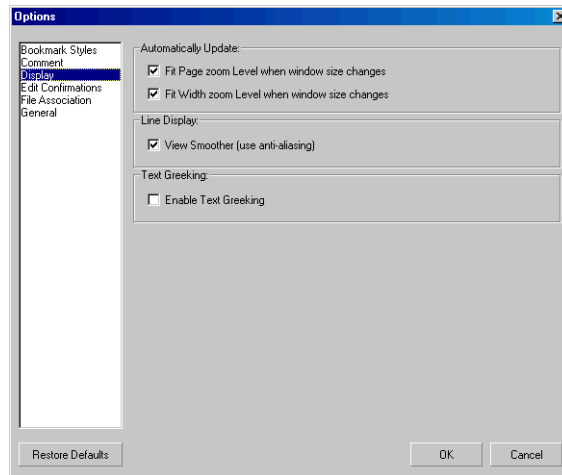 Options
Bookmark Styles
Comment
Display
Edit Confirmations
File Association
General
Automatically Update:
Fit Page zoom Level when window size changes
Fit Width zoom Level when window size changes
Line Display:
View Smoother (use anti-aliasing)
Text Greeking:
Enable Text Greeking
Restore Defaults
OK
Cancel